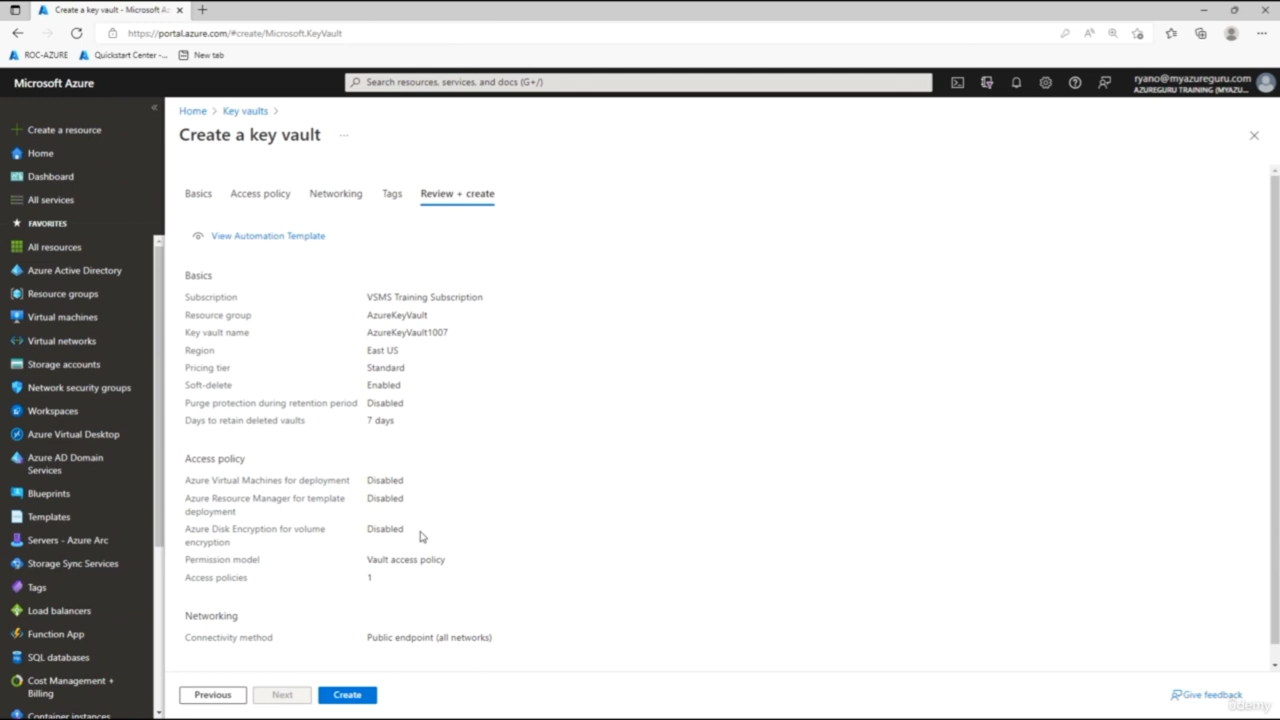 Create a key vault - Microsoft A
https://portal.azure.com/#create/Microsoft.KeyVault
ROC-AZURE
Quickstart Center -...
New tab
Microsoft Azure
Search resources, services, and docs (G+/)
ryano@myazureguru.com
AZUREGURU TRAINING (MYAZU...
Create a resource
Home
Dashboard
All services
FAVORITES
All resources
Azure Active Directory
Resource groups
Virtual machines
Virtual networks
Storage accounts
Network security groups
Workspaces
Azure Virtual Desktop
Azure AD Domain
Services
Blueprints
Templates
Servers - Azure Arc
Storage Sync Services
Tags
Load balancers
Function App
SQL databases
Cost Management +
Billing
Container instances
Home > Key vaults >
Create a key vault ...
Basics
Access policy
Networking
Tags
Review + create
View Automation Template
Basics
Subscription VSMS Training Subscription
Resource group AzureKeyVault
Key vault name AzureKeyVault1007
Region East US
Pricing tier Standard
Soft-delete Enabled
Purge protection during retention period Disabled
Days to retain deleted vaults 7 days
Access policy
Azure Virtual Machines for deployment Disabled
Azure Resource Manager for template Disabled
deployment
Azure Disk Encryption for volume Disabled
encryption
Permission model Vault access policy
Access policies 1
Networking
Connectivity method Public endpoint (all networks)
Previous
Next
Create
Give feedback
ûdemy